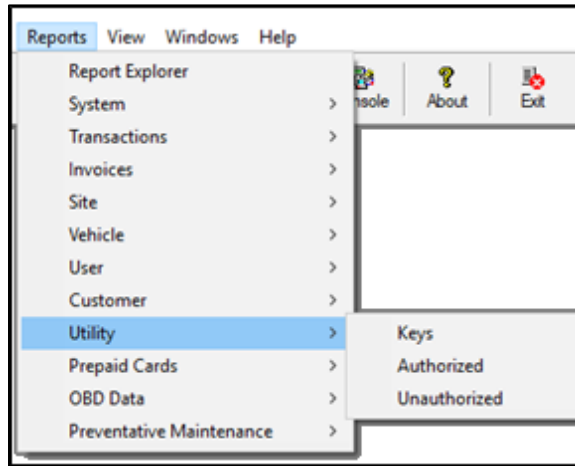 Reports View Windows Help
Report Explorer
System
About
Exit
Transactions
Invoices
Site
Vehicle
User
Customer
Utility
Keys
Prepaid Cards
Authorized
OBD Data
Unauthorized
Preventative Maintenance